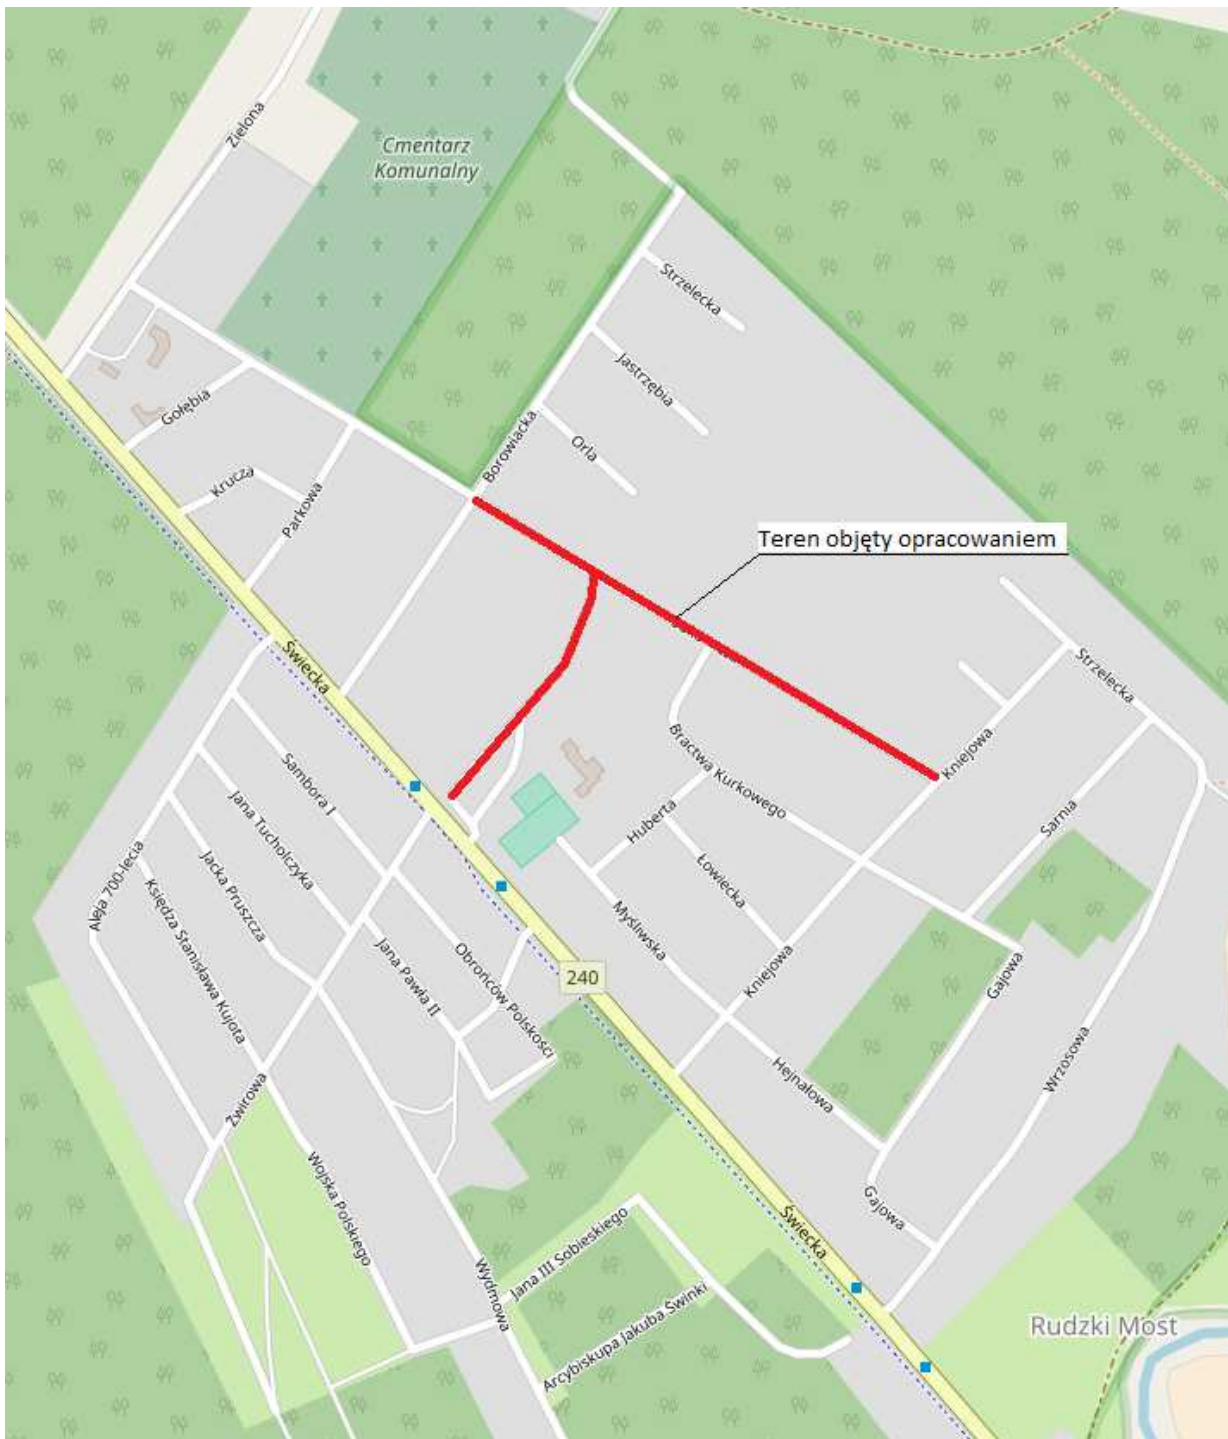 Zielona
Cmentarz
Komunalny
Strzelecka
Jastrzębia
Gołębia
Borowiacka
Orla
Krucza
Parkowa
Teren objęty opracowaniem
Świecka
Strzelecka
Bractwa Kurkowego
Kniejowa
Sambora I
Jana Tucholczyka
Huberta
Sarnia
Aleja 700-lecia
Jacka Pruszcza
Łowiecka
Księdza Stanisława Kujota
Myśliwska
Jana Pawła II
Obrońców Polskości
240
Kniejowa
Gajowa
Wrzosowa
Hejnałowa
Żwirowa
Wojska Polskiego
Gajowa
Świecka
Jana III Sobieskiego
Wydmowa
Arcybiskupa Jakuba Świnki
Rudzki Most